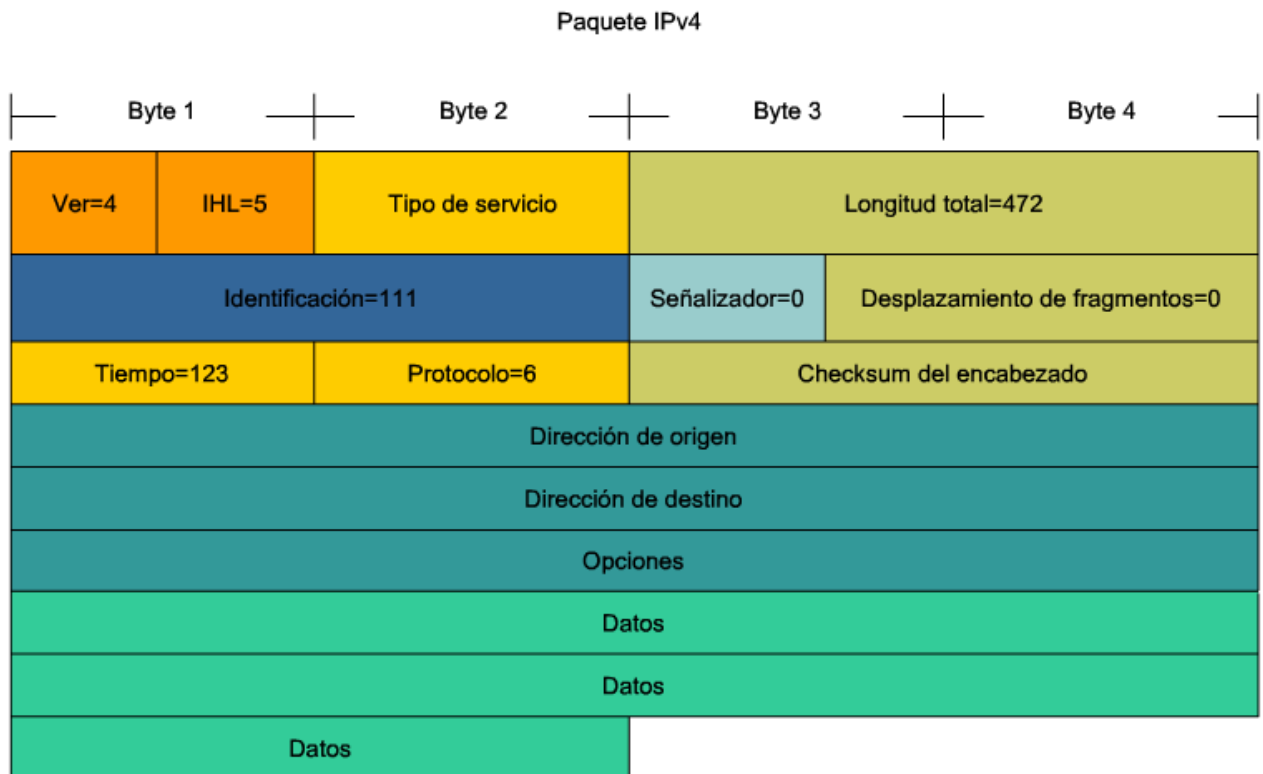 Paquete IPv4
Byte 1 Byte 2 Byte 3 Byte 4
Ver=4 IHL=5 Tipo de servicio Longitud total=472
Identificación=111 Señalizador=0 Desplazamiento de fragmentos=0
Tiempo=123 Protocolo=6 Checksum del encabezado
Dirección de origen
Dirección de destino
Opciones
Datos
Datos
Datos